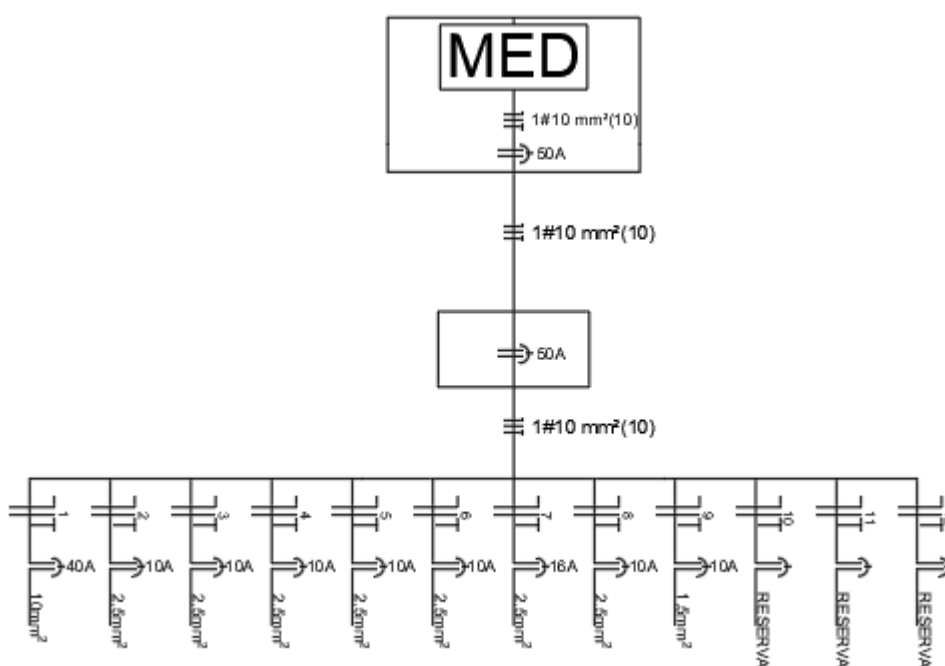 MED
1#10 mm²(10)
50A
1#10 mm²(10)
50A
1#10 mm²(10)
1 2 3 4 5 6 7 8 9 10 11
40A 10A 10A 10A 10A 10A 16A 10A 10A
10mm² 2.5mm² 2.5mm² 2.5mm² 2.5mm² 2.5mm² 2.5mm² 2.5mm² 1.5mm² RESERVA RESERVA RESERVA